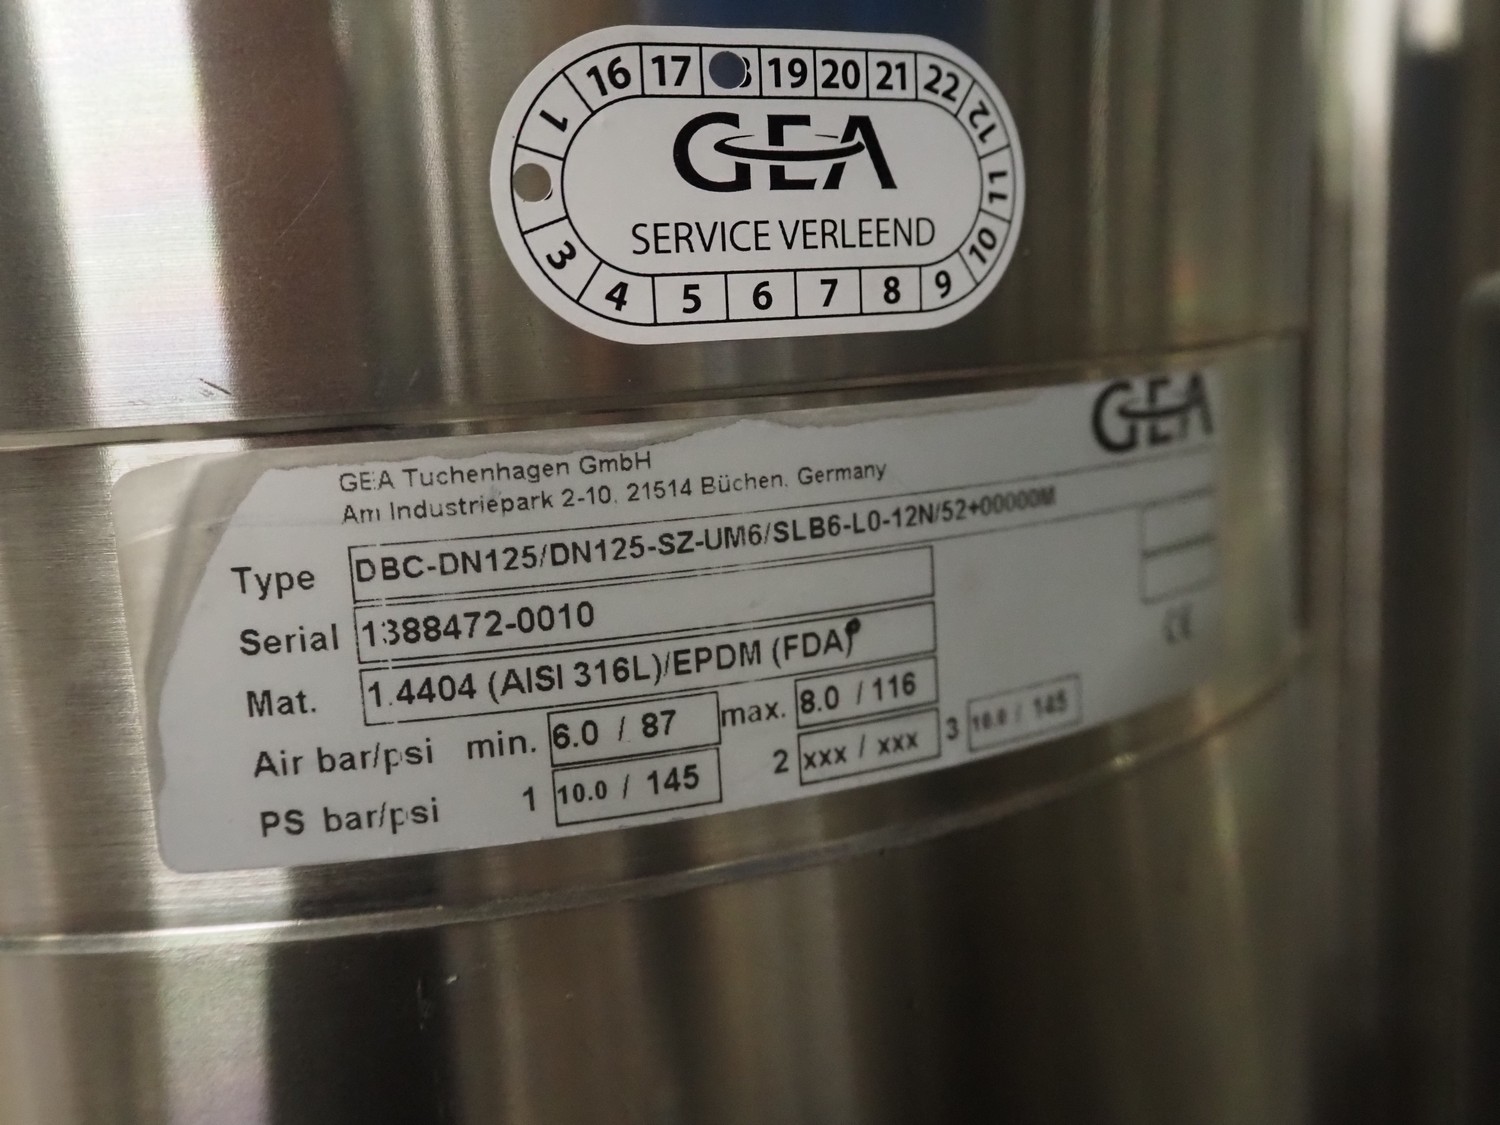 16 17 19 20 21 22
1 12
GEA
11
SERVICE VERLEEND
3 10
4 5 6 7 8 9
GEA
GEA Tuchenhagen GmbH
Am Industriepark 2-10, 21514 Büchen, Germany
Type DBC-DN125/DN125-SZ-UM6/SLB6-L0-12N/52+00000M
Serial 1388472-0010
Mat. 1.4404 (AISI 316L)/EPDM (FDA)
CE
Air bar/psi min. 6.0 / 87 max. 8.0 / 116
PS bar/psi 1 10.0 / 145 2 xxx / xxx 3 10.0 / 145